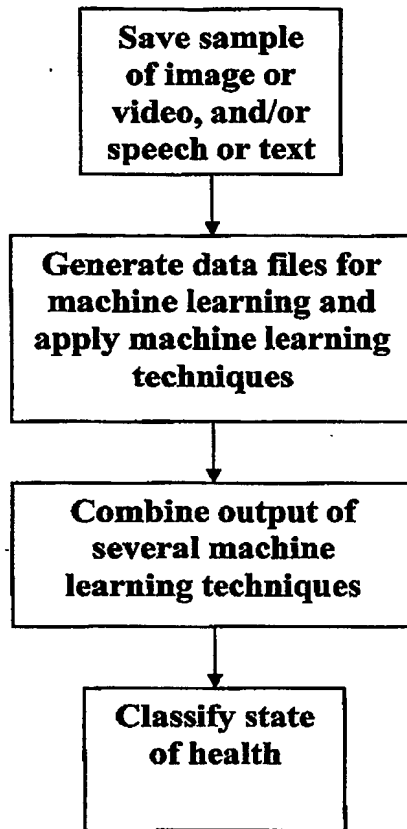 Save sample
of image or
video, and/or
speech or text
Generate data files for
machine learning and
apply machine learning
techniques
Combine output of
several machine
learning techniques
Classify state
of health